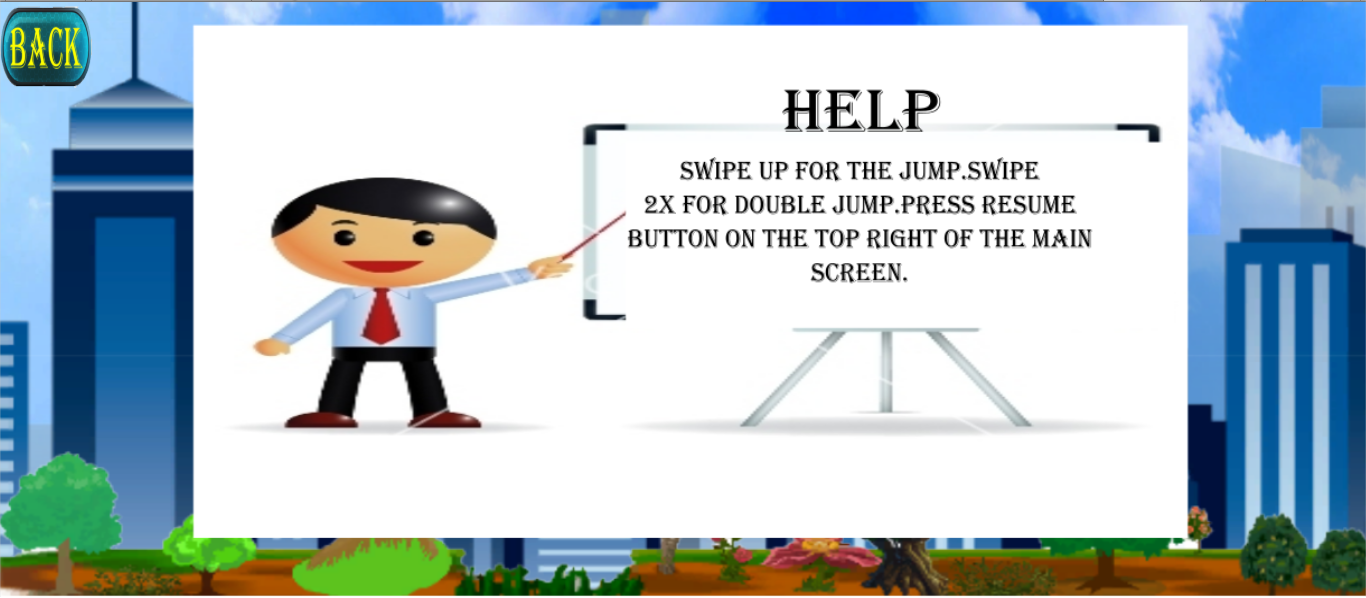 BACK
HELP
SWIPE UP FOR THE JUMP.SWIPE
2X FOR DOUBLE JUMP.PRESS RESUME
BUTTON ON THE TOP RIGHT OF THE MAIN
SCREEN.